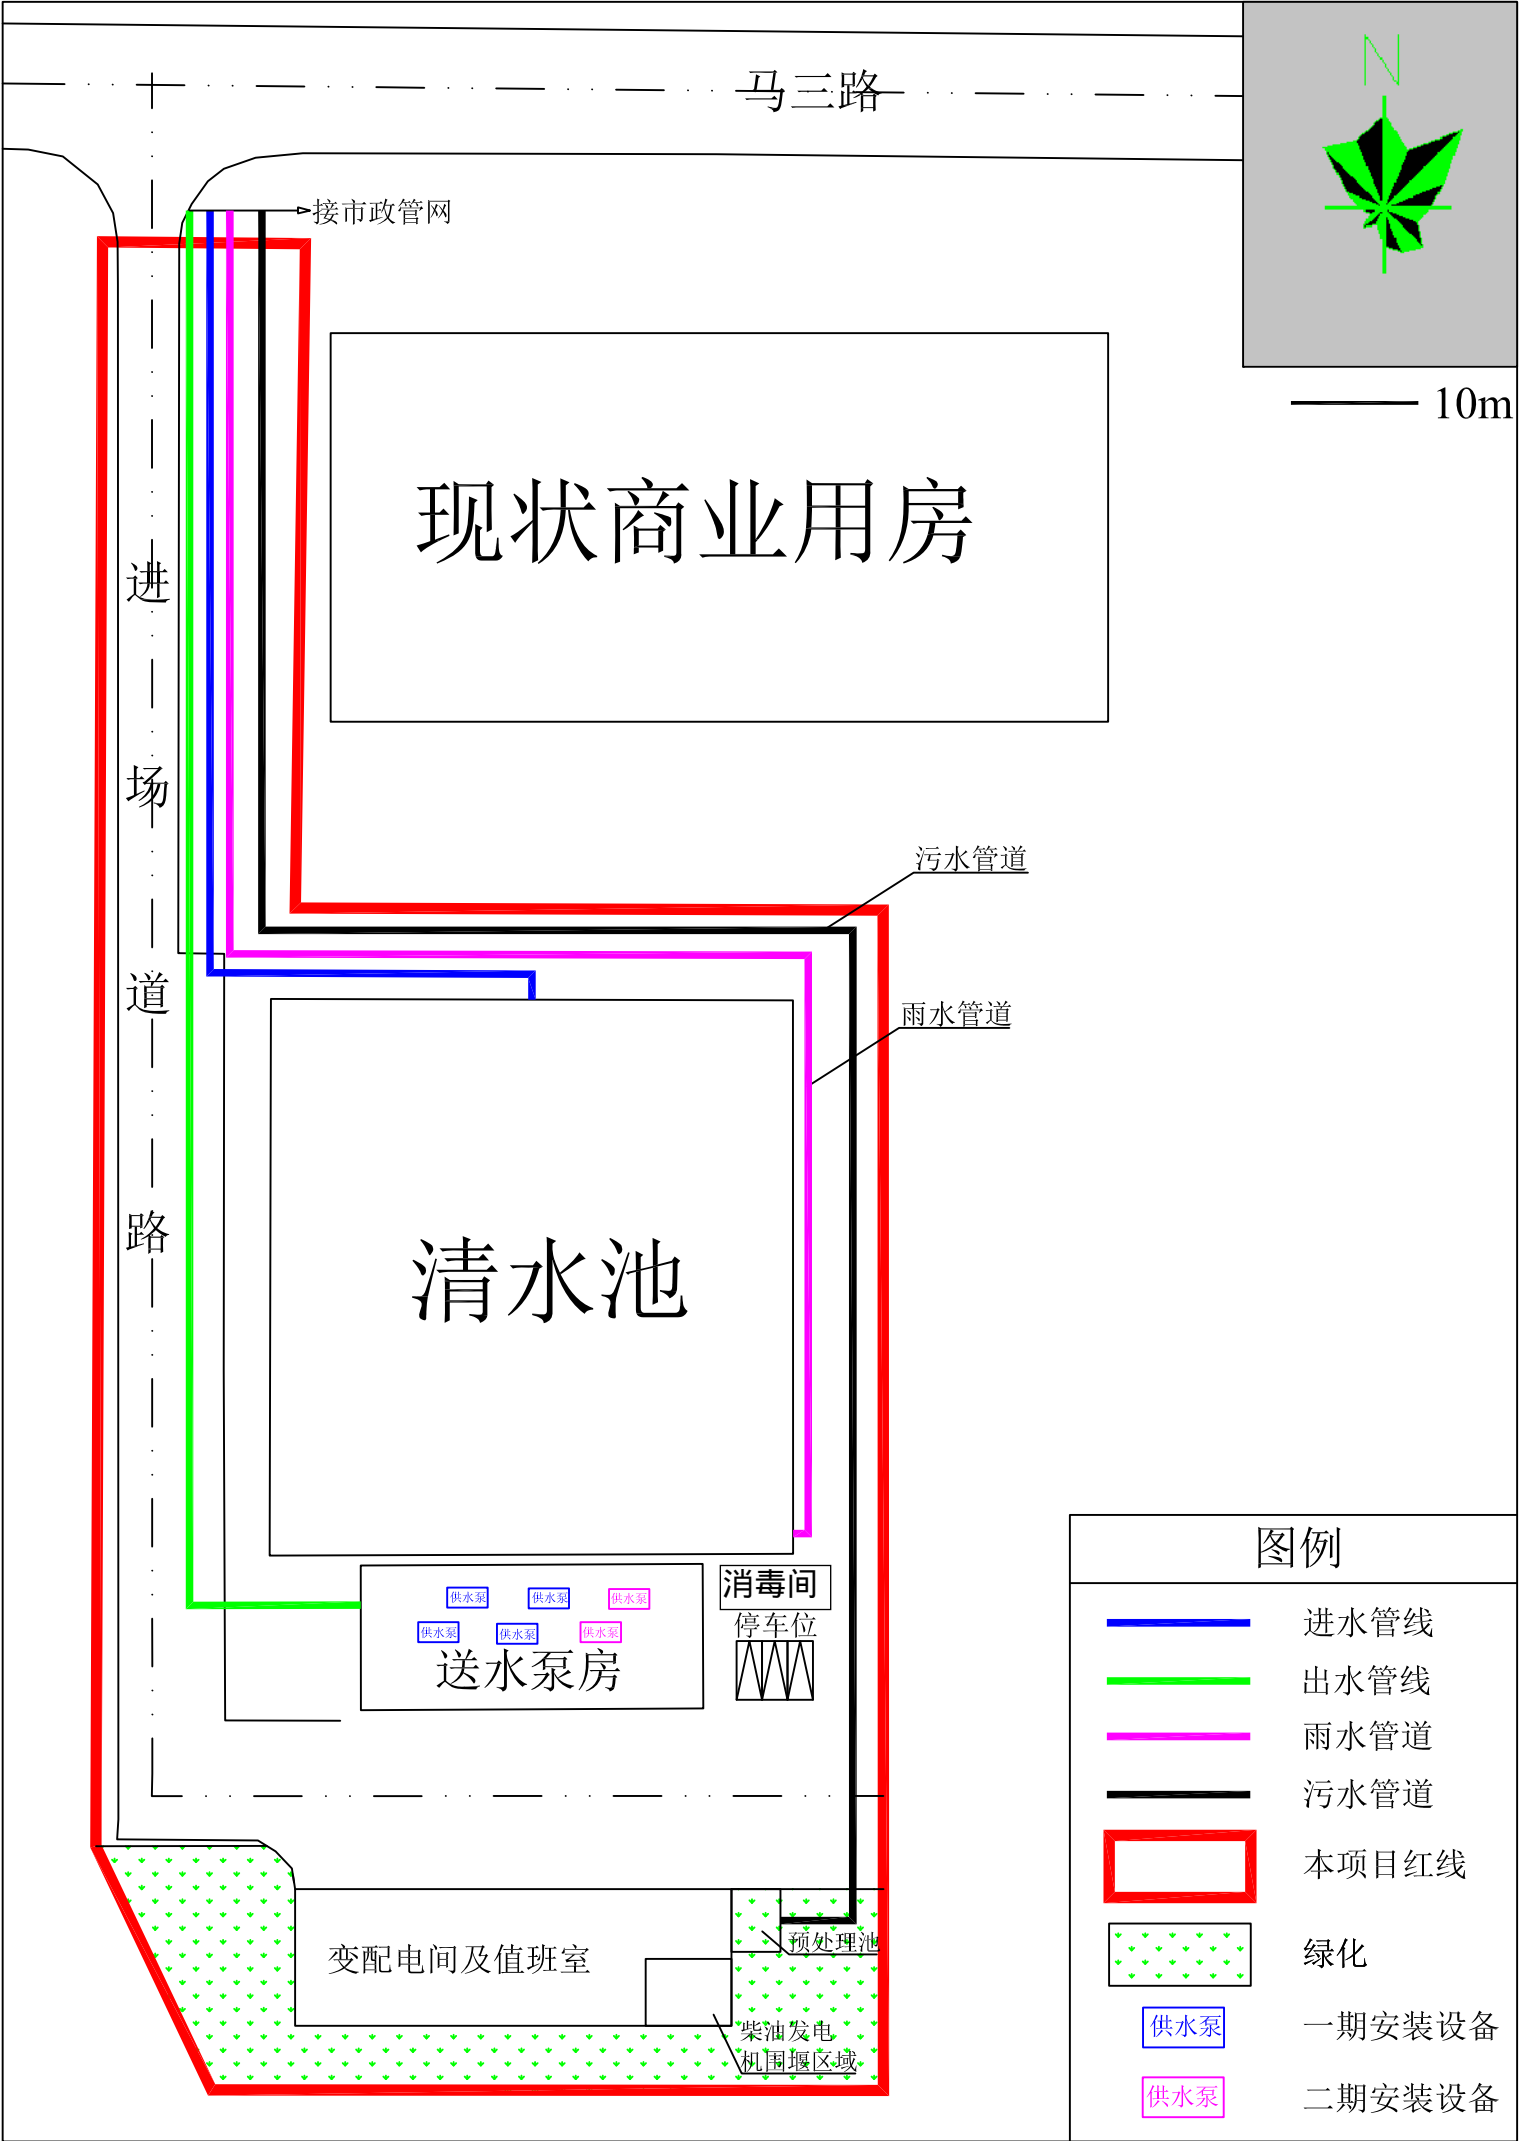 马三路
N
接市政管网
10m
现状商业用房
进
场
道
路
污水管道
雨水管道
清水池
供水泵 供水泵 供水泵
供水泵 供水泵 供水泵
送水泵房
消毒间
停车位
变配电间及值班室
预处理池
柴油发电
机围堰区域
图例
进水管线
出水管线
雨水管道
污水管道
本项目红线
绿化
供水泵 一期安装设备
供水泵 二期安装设备